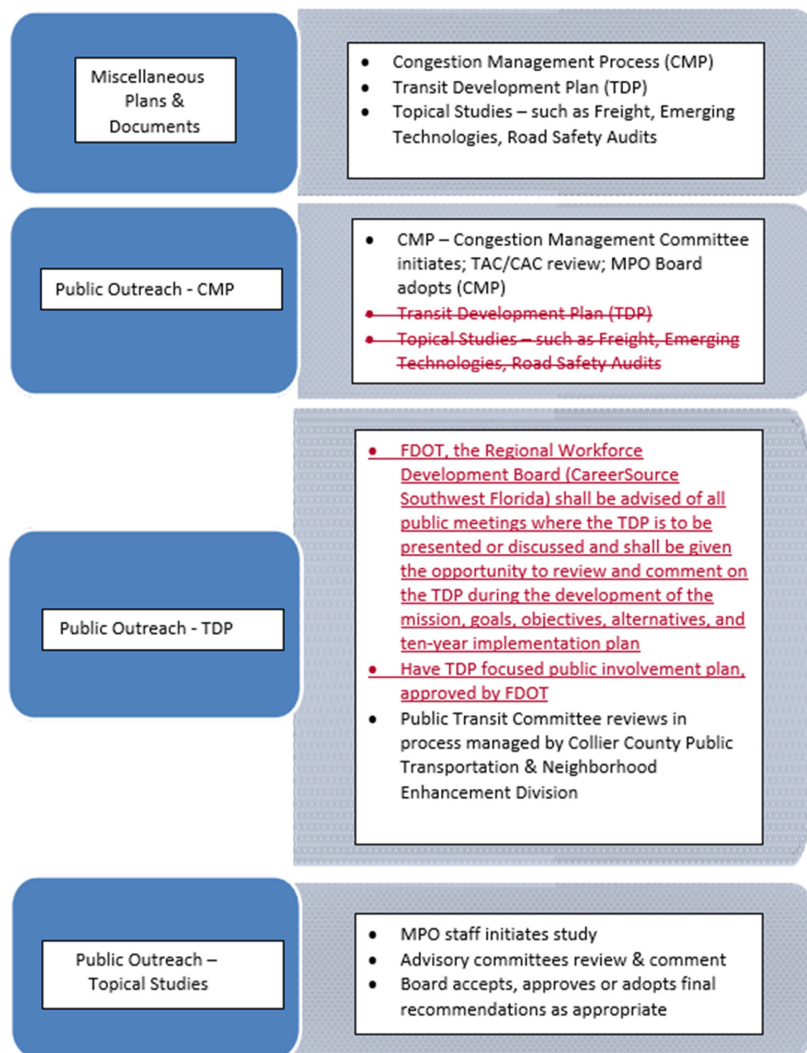 Miscellaneous
Plans &
Documents
• Congestion Management Process (CMP)
• Transit Development Plan (TDP)
• Topical Studies – such as Freight, Emerging
Technologies, Road Safety Audits
Public Outreach - CMP
• CMP – Congestion Management Committee
initiates; TAC/CAC review; MPO Board
adopts (CMP)
• Transit Development Plan (TDP)
• Topical Studies – such as Freight, Emerging
Technologies, Road Safety Audits
Public Outreach - TDP
• FDOT, the Regional Workforce
Development Board (CareerSource
Southwest Florida) shall be advised of all
public meetings where the TDP is to be
presented or discussed and shall be given
the opportunity to review and comment on
the TDP during the development of the
mission, goals, objectives, alternatives, and
ten-year implementation plan
• Have TDP focused public involvement plan,
approved by FDOT
• Public Transit Committee reviews in
process managed by Collier County Public
Transportation & Neighborhood
Enhancement Division
Public Outreach –
Topical Studies
• MPO staff initiates study
• Advisory committees review & comment
• Board accepts, approves or adopts final
recommendations as appropriate